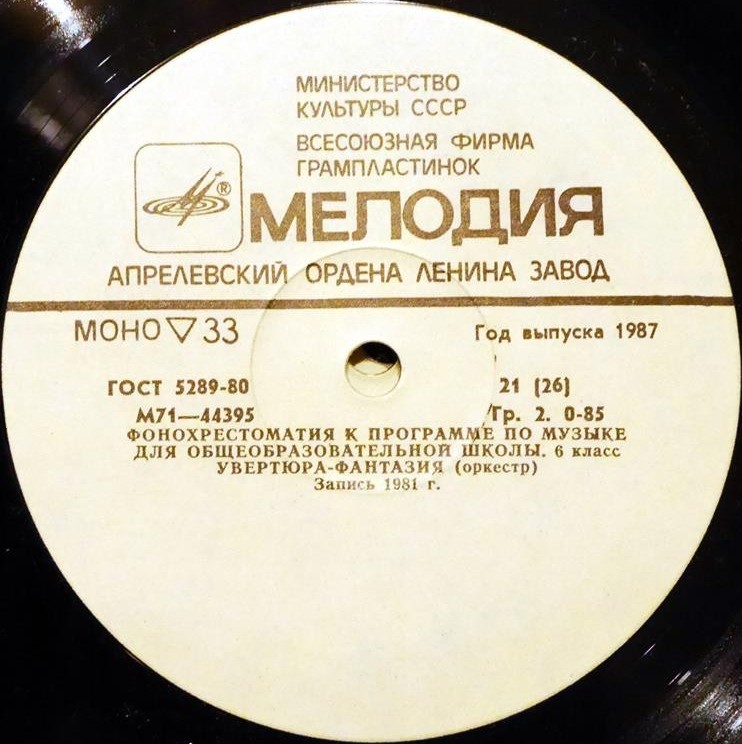 МИНИСТЕРСТВО
КУЛЬТУРЫ СССР
ВСЕСОЮЗНАЯ ФИРМА
ГРАМПЛАСТИНОК
®
МЕЛОДИЯ
АПРЕЛЕВСКИЙ ОРДЕНА ЛЕНИНА ЗАВОД
МОНО ▽ 33 Год выпуска 1987
ГОСТ 5289-80 21 (26)
М71—44395 Гр. 2. 0-85
ФОНОХРЕСТОМАТИЯ К ПРОГРАММЕ ПО МУЗЫКЕ
ДЛЯ ОБЩЕОБРАЗОВАТЕЛЬНОЙ ШКОЛЫ. 6 класс
УВЕРТЮРА-ФАНТАЗИЯ (оркестр)
Запись 1981 г.